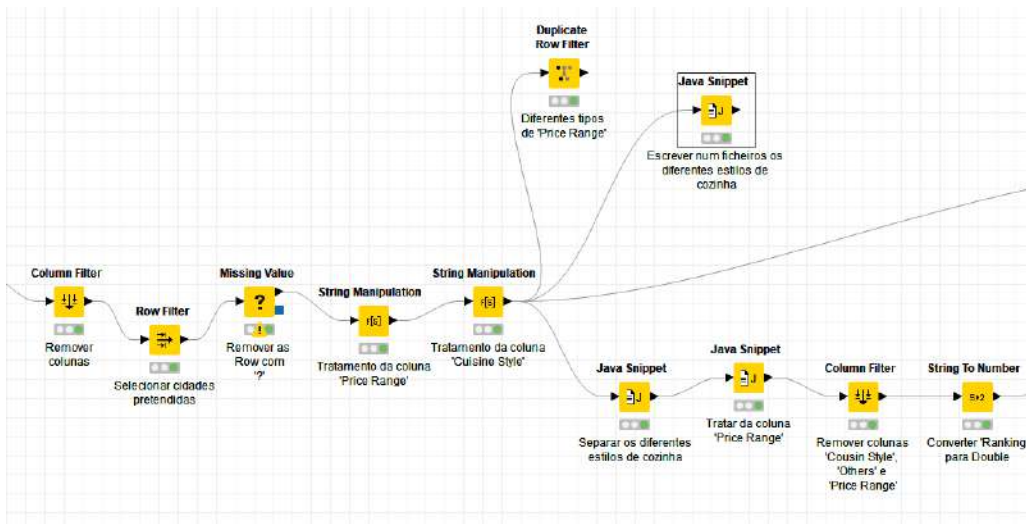 Duplicate
Row Filter
Diferentes tipos
de 'Price Range'
Java Snippet
Escrever num ficheiros os
diferentes estilos de
cozinha
Column Filter
Remover
colunas
Row Filter
Selecionar cidades
pretendidas
Missing Value
?
Remover as
Row com
'?'
String Manipulation
Tratamento da coluna
'Price Range'
String Manipulation
Tratamento da coluna
'Cuisine Style'
Java Snippet
Separar os diferentes
estilos de cozinha
Java Snippet
Tratar da coluna
'Price Range'
Column Filter
Remover colunas
'Cousin Style',
'Others' e
'Price Range'
String To Number
Converter 'Ranking
para Double